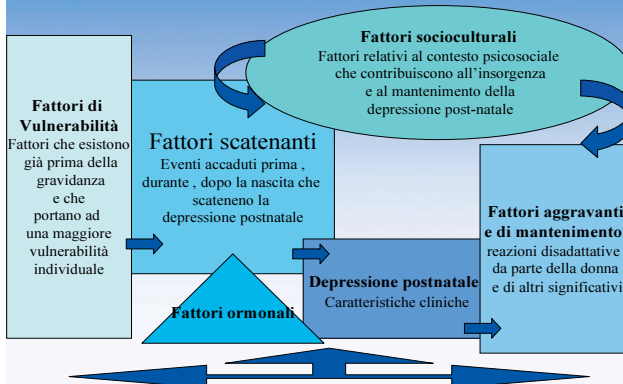 Fattori socioculturali
Fattori relativi al contesto psicosociale
che contribuiscono all'insorgenza
e al mantenimento della
depressione post-natale
Fattori di
Vulnerabilità
Fattori che esistono
già prima della
gravidanza
e che
portano ad
una maggiore
vulnerabilità
individuale
Fattori scatenanti
Eventi accaduti prima ,
durante , dopo la nascita che
scateneno la
depressione postnatale
Fattori ormonali
Depressione postnatale
Caratteristiche cliniche
Fattori aggravanti
e di mantenimento
reazioni disadattative
da parte della donna
e di altri significativi